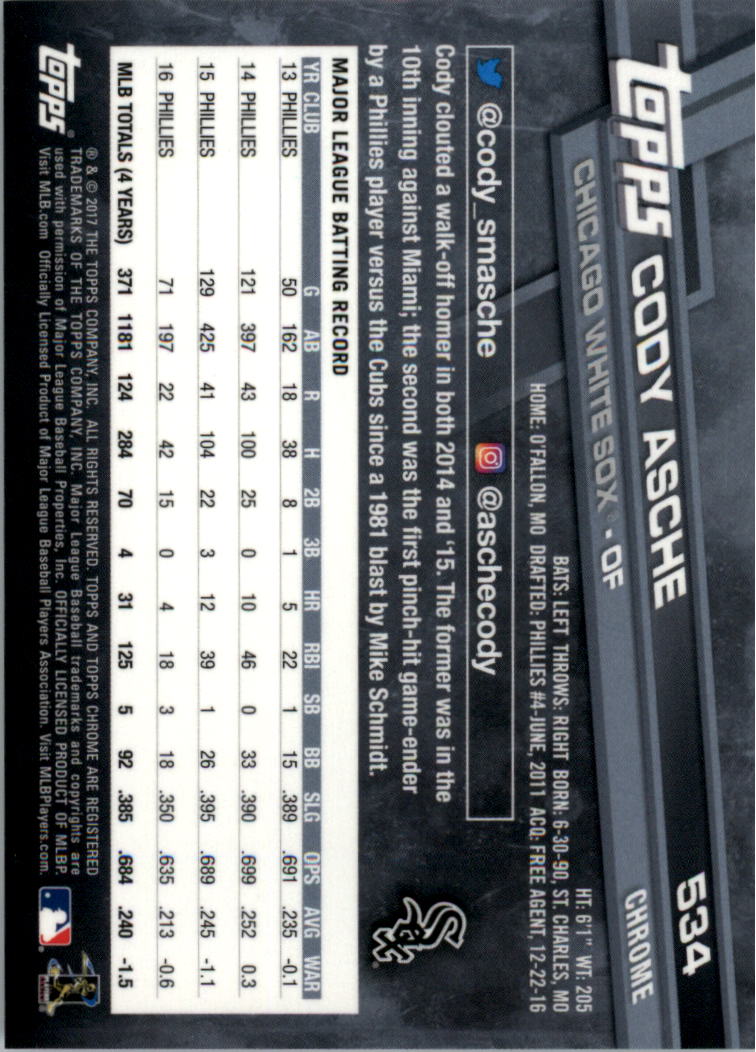 topps CODY ASCHE 534
CHICAGO WHITE SOX® • OF CHROME
HT: 6'1" WT: 205
BATS: LEFT THROWS: RIGHT BORN: 6-30-90, ST. CHARLES, MO
HOME: O'FALLON, MO DRAFTED: PHILLIES #4-JUNE, 2011 ACQ: FREE AGENT, 12-22-16
@cody_smasche @aschecody
Cody clouted a walk-off homer in both 2014 and '15. The former was in the
10th inning against Miami; the second was the first pinch-hit game-ender
by a Phillies player versus the Cubs since a 1981 blast by Mike Schmidt.
Sox®
MAJOR LEAGUE BATTING RECORD
YR CLUB G AB R H 2B 3B HR RBI SB BB SLG OPS AVG WAR
13 PHILLIES 50 162 18 38 8 1 5 22 1 15 .389 .691 .235 -0.1
14 PHILLIES 121 397 43 100 25 0 10 46 0 33 .390 .699 .252 0.3
15 PHILLIES 129 425 41 104 22 3 12 39 1 26 .395 .689 .245 -1.1
16 PHILLIES 71 197 22 42 15 0 4 18 3 18 .350 .635 .213 -0.6
MLB TOTALS (4 YEARS) 371 1181 124 284 70 4 31 125 5 92 .385 .684 .240 -1.5
topps®
® & © 2017 THE TOPPS COMPANY, INC. ALL RIGHTS RESERVED. TOPPS AND TOPPS CHROME ARE REGISTERED
TRADEMARKS OF THE TOPPS COMPANY, INC. Major League Baseball trademarks and copyrights are
used with permission of Major League Baseball Properties, Inc. OFFICIALLY LICENSED PRODUCT OF MLBP.
Visit MLB.com Officially Licensed Product of Major League Baseball Players Association. Visit MLBPlayers.com.